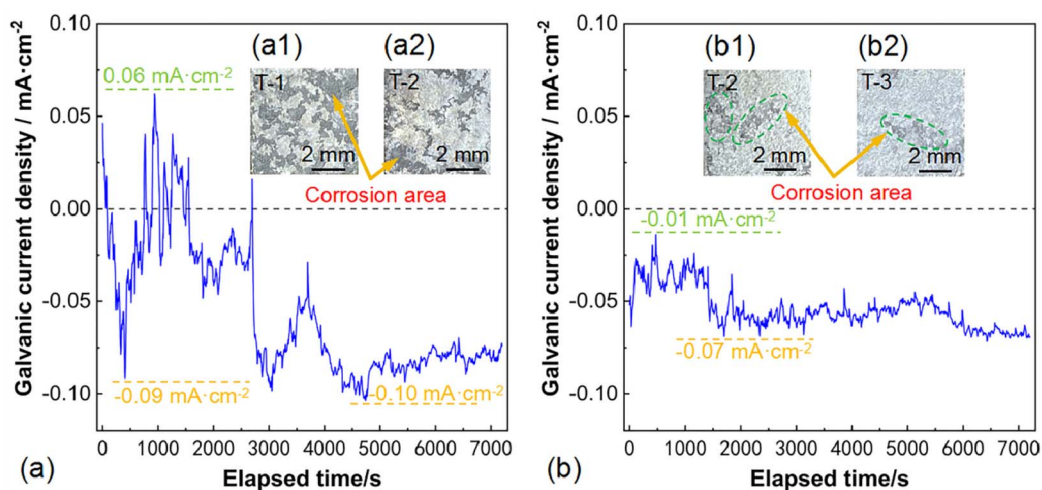 Galvanic current density / mA·cm-2
0.10
0.05
0.00
-0.05
-0.10
0.06 mA·cm-2
(a1)
(a2)
T-1
T-2
2 mm
2 mm
Corrosion area
-0.09 mA·cm-2
-0.10 mA·cm-2
0 1000 2000 3000 4000 5000 6000 7000
Elapsed time/s
(a)
Galvanic current density / mA·cm-2
0.10
0.05
0.00
-0.05
-0.10
(b1)
(b2)
T-2
T-3
2 mm
2 mm
Corrosion area
-0.01 mA·cm-2
-0.07 mA·cm-2
0 1000 2000 3000 4000 5000 6000 7000
Elapsed time/s
(b)